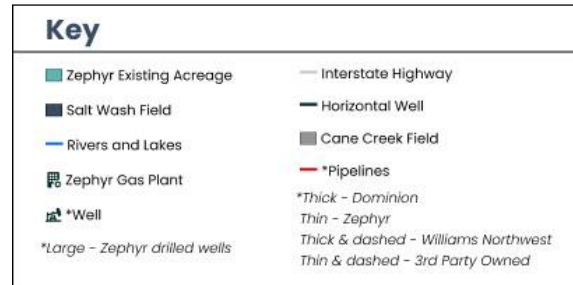 Key
Zephyr Existing Acreage
Salt Wash Field
Rivers and Lakes
Zephyr Gas Plant
*Well
*Large - Zephyr drilled wells
Interstate Highway
Horizontal Well
Cane Creek Field
*Pipelines
*Thick - Dominion
Thin - Zephyr
Thick & dashed - Williams Northwest
Thin & dashed - 3rd Party Owned